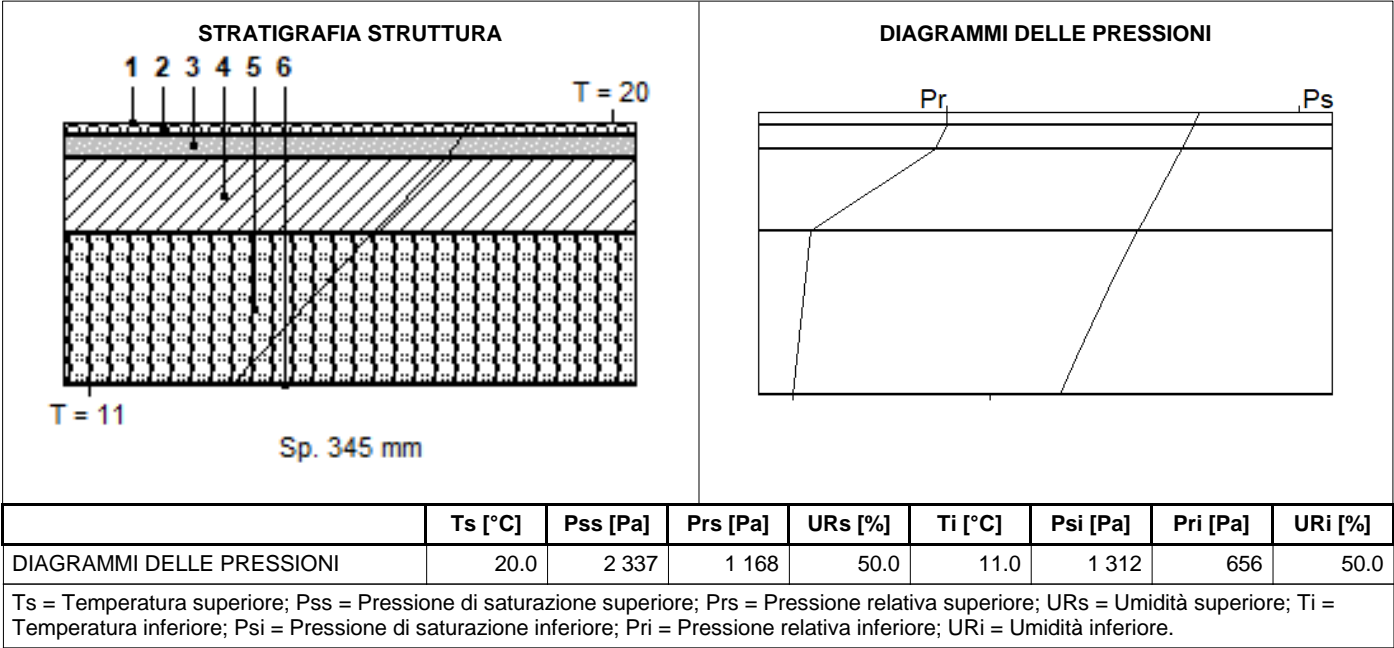 STRATIGRAFIA STRUTTURA
1 2 3 4 5 6
T = 20
T = 11
Sp. 345 mm
DIAGRAMMI DELLE PRESSIONI
Pr
Ps
Ts [°C] Pss [Pa] Prs [Pa] URs [%] Ti [°C] Psi [Pa] Pri [Pa] URi [%]
DIAGRAMMI DELLE PRESSIONI 20.0 2 337 1 168 50.0 11.0 1 312 656 50.0
Ts = Temperatura superiore; Pss = Pressione di saturazione superiore; Prs = Pressione relativa superiore; URs = Umidità superiore; Ti =
Temperatura inferiore; Psi = Pressione di saturazione inferiore; Pri = Pressione relativa inferiore; URi = Umidità inferiore.